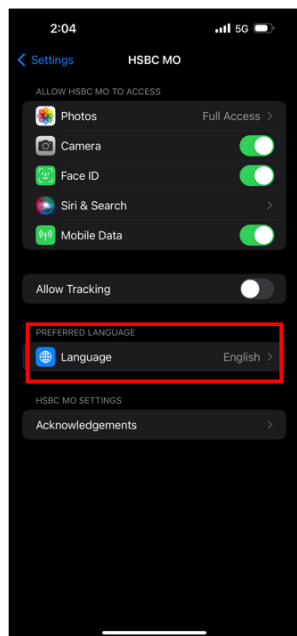 2:04 5G
Settings HSBC MO
ALLOW HSBC MO TO ACCESS
Photos Full Access
Camera
Face ID
Siri & Search
Mobile Data
Allow Tracking
PREFERRED LANGUAGE
Language English
HSBC MO SETTINGS
Acknowledgements